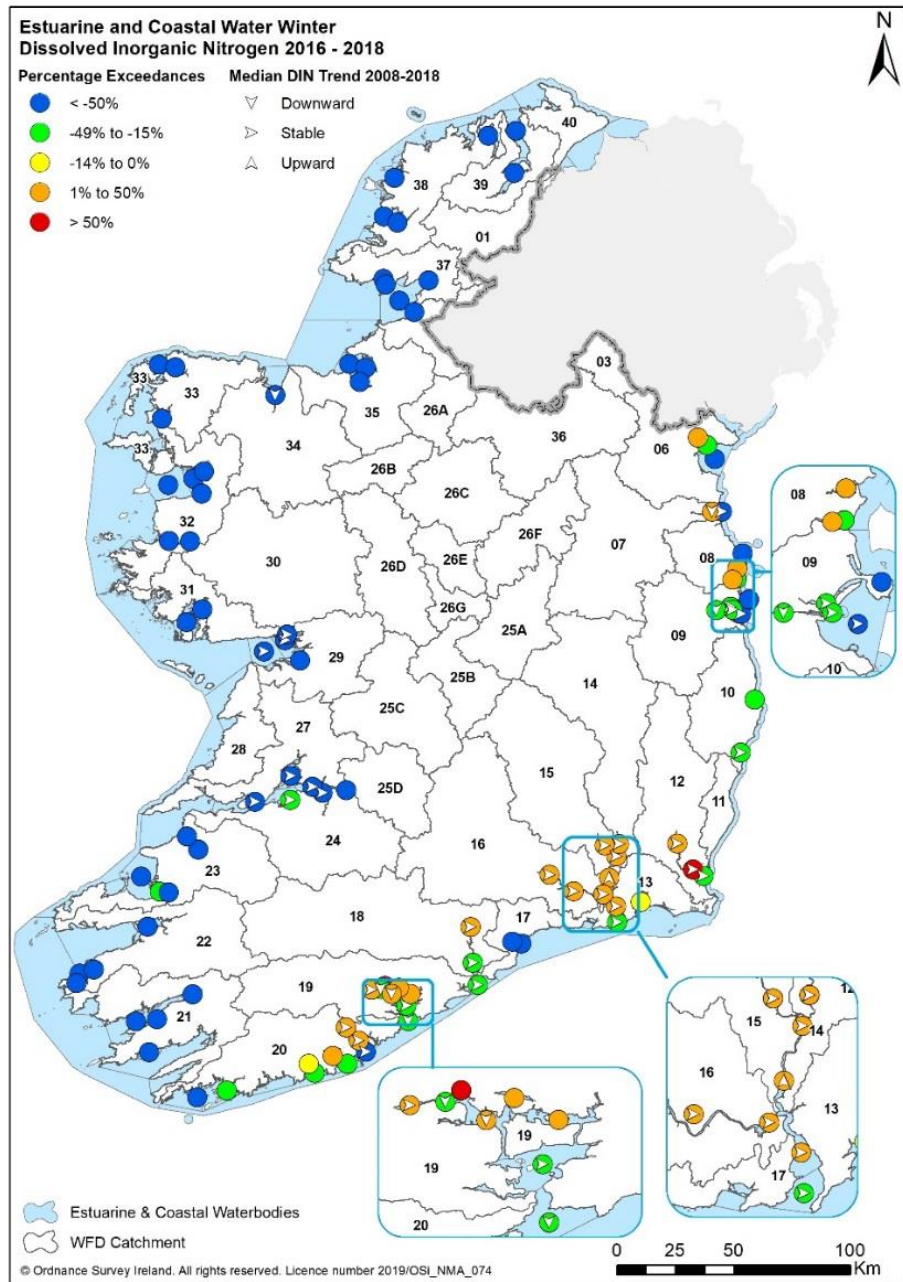 Estuarine and Coastal Water Winter
Dissolved Inorganic Nitrogen 2016 - 2018
Percentage Exceedances
< -50%
-49% to -15%
-14% to 0%
1% to 50%
> 50%
Median DIN Trend 2008-2018
Downward
Stable
Upward
N
40
38
39
01
37
03
33
33
33
35
26A
36
06
34
26B
26C
32
30
26D
26E
26F
07
08
31
26G
09
29
25A
25B
14
10
27
25C
28
15
12
11
25D
24
16
23
13
18
17
22
19
21
20
08
09
10
15
14
12
16
13
17
19
19
20
Estuarine & Coastal Waterbodies
WFD Catchment
© Ordnance Survey Ireland. All rights reserved. Licence number 2019/OSi_NMA_074
0 20 40 60 80 100
Km